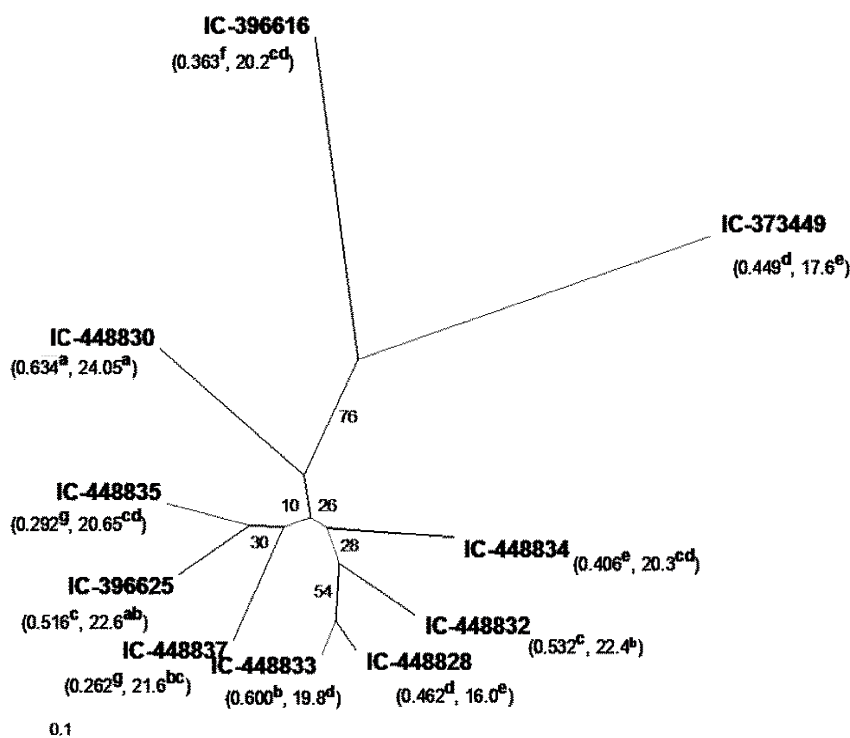 IC-396616
(0.363f, 20.2cd)
IC-373449
(0.449d, 17.6e)
IC-448830
(0.634a, 24.05a)
76
IC-448835
(0.292g, 20.65cd)
10 26
30
28
IC-448834 (0.406e, 20.3cd)
IC-396625
(0.516c, 22.6ab)
54
IC-448832 (0.532c, 22.4b)
IC-448837
(0.262g, 21.6bc)
IC-448833
(0.600b, 19.8d)
IC-448828
(0.462d, 16.0e)
0.1